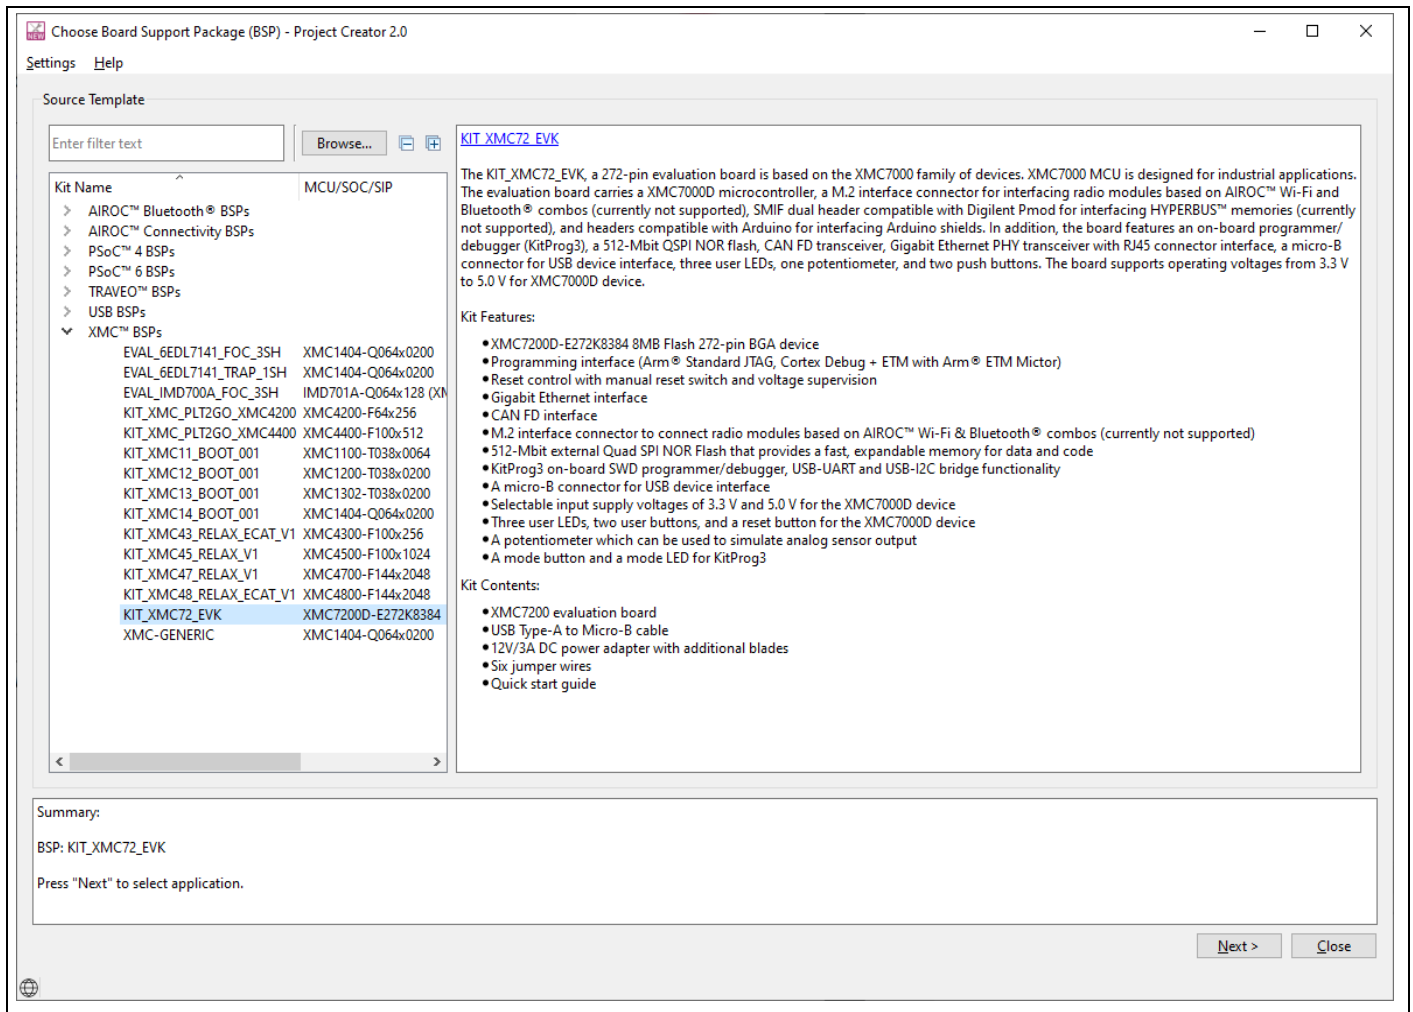 Choose Board Support Package (BSP) - Project Creator 2.0
Settings Help
Source Template
Enter filter text
Browse...
Kit Name MCU/SOC/SIP
AIROC™ Bluetooth® BSPs
AIROC™ Connectivity BSPs
PSoC™ 4 BSPs
PSoC™ 6 BSPs
TRAVEO™ BSPs
USB BSPs
XMC™ BSPs
EVAL_6EDL7141_FOC_3SH XMC1404-Q064x0200
EVAL_6EDL7141_TRAP_1SH XMC1404-Q064x0200
EVAL_IMD700A_FOC_3SH IMD701A-Q064x128 (XM
KIT_XMC_PLT2GO_XMC4200 XMC4200-F64x256
KIT_XMC_PLT2GO_XMC4400 XMC4400-F100x512
KIT_XMC11_BOOT_001 XMC1100-T038x0064
KIT_XMC12_BOOT_001 XMC1200-T038x0200
KIT_XMC13_BOOT_001 XMC1302-T038x0200
KIT_XMC14_BOOT_001 XMC1404-Q064x0200
KIT_XMC43_RELAX_ECAT_V1 XMC4300-F100x256
KIT_XMC45_RELAX_V1 XMC4500-F100x1024
KIT_XMC47_RELAX_V1 XMC4700-F144x2048
KIT_XMC48_RELAX_ECAT_V1 XMC4800-F144x2048
KIT_XMC72_EVK XMC7200D-E272K8384
XMC-GENERIC XMC1404-Q064x0200
KIT_XMC72_EVK
The KIT_XMC72_EVK, a 272-pin evaluation board is based on the XMC7000 family of devices. XMC7000 MCU is designed for industrial applications.
The evaluation board carries a XMC7000D microcontroller, a M.2 interface connector for interfacing radio modules based on AIROC™ Wi-Fi and
Bluetooth® combos (currently not supported), SMIF dual header compatible with Digilent Pmod for interfacing HYPERBUS™ memories (currently
not supported), and headers compatible with Arduino for interfacing Arduino shields. In addition, the board features an on-board programmer/
debugger (KitProg3), a 512-Mbit QSPI NOR flash, CAN FD transceiver, Gigabit Ethernet PHY transceiver with RJ45 connector interface, a micro-B
connector for USB device interface, three user LEDs, one potentiometer, and two push buttons. The board supports operating voltages from 3.3 V
to 5.0 V for XMC7000D device.
Kit Features:
•XMC7200D-E272K8384 8MB Flash 272-pin BGA device
•Programming interface (Arm® Standard JTAG, Cortex Debug + ETM with Arm® ETM Mictor)
•Reset control with manual reset switch and voltage supervision
•Gigabit Ethernet interface
•CAN FD interface
•M.2 interface connector to connect radio modules based on AIROC™ Wi-Fi & Bluetooth® combos (currently not supported)
•512-Mbit external Quad SPI NOR Flash that provides a fast, expandable memory for data and code
•KitProg3 on-board SWD programmer/debugger, USB-UART and USB-I2C bridge functionality
•A micro-B connector for USB device interface
•Selectable input supply voltages of 3.3 V and 5.0 V for the XMC7000D device
•Three user LEDs, two user buttons, and a reset button for the XMC7000D device
•A potentiometer which can be used to simulate analog sensor output
•A mode button and a mode LED for KitProg3
Kit Contents:
•XMC7200 evaluation board
•USB Type-A to Micro-B cable
•12V/3A DC power adapter with additional blades
•Six jumper wires
•Quick start guide
Summary:
BSP: KIT_XMC72_EVK
Press "Next" to select application.
Next > Close